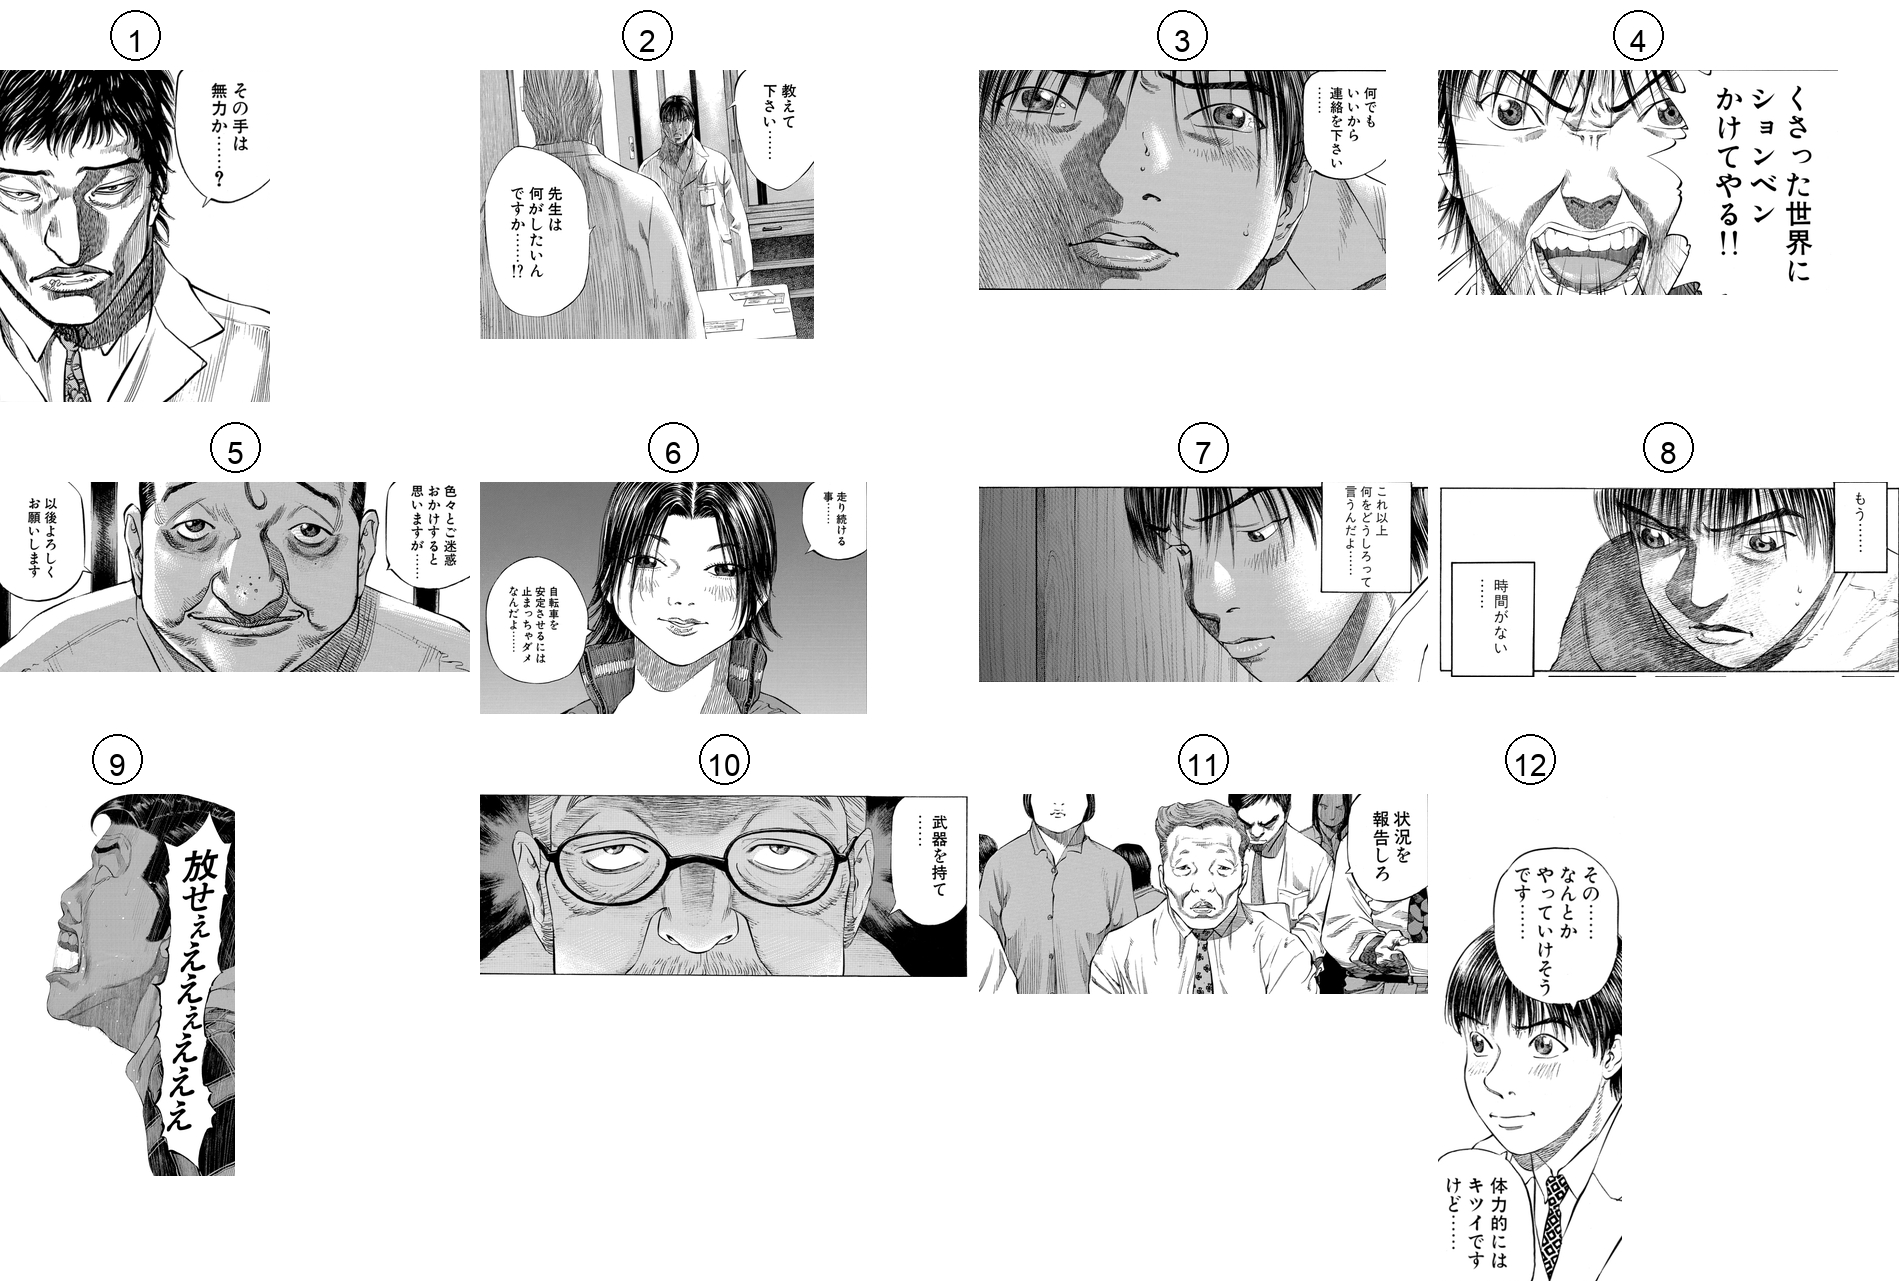 1
その手は
無力か……?
2
教えて
下さい……
先生は
何がしたいん
ですか……!?
3
何でも
いいから
連絡を下さい
……
4
くさった世界に
ションベン
かけてやる!!
5
色々とご迷惑
おかけすると
思いますが……
以後よろしく
お願いします
6
走り続ける
事……
自転車を
安定させるには
止まっちゃダメ
なんだよ……
7
これ以上
何をどうしろって
言うんだよ……
8
もう……
時間がない
……
9
放せぇえええぇええええ
10
武器を持て
……
11
状況を
報告しろ
12
その……
なんとか
やっていけそう
です……
体力的には
キツイです
けど……